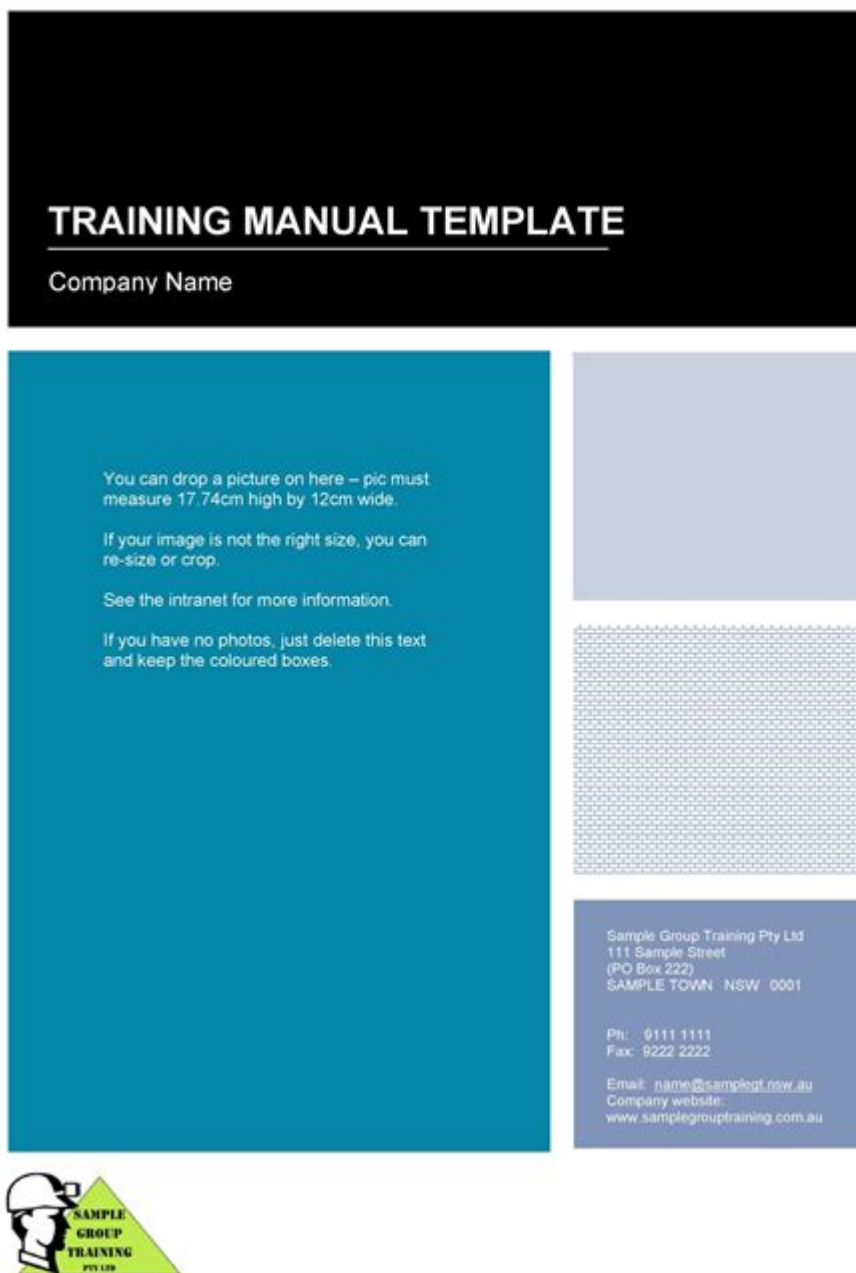 TRAINING MANUAL TEMPLATE
Company Name
You can drop a picture on here – pic must
measure 17.74cm high by 12cm wide.
If your image is not the right size, you can
re-size or crop.
See the intranet for more information.
If you have no photos, just delete this text
and keep the coloured boxes.
Sample Group Training Pty Ltd
111 Sample Street
(PO Box 222)
SAMPLE TOWN NSW 0001
Ph: 9111 1111
Fax: 9222 2222
Email: name@samplegt.nsw.au
Company website:
www.samplegrouptraining.com.au
SAMPLE
GROUP
TRAINING
PTY LTD